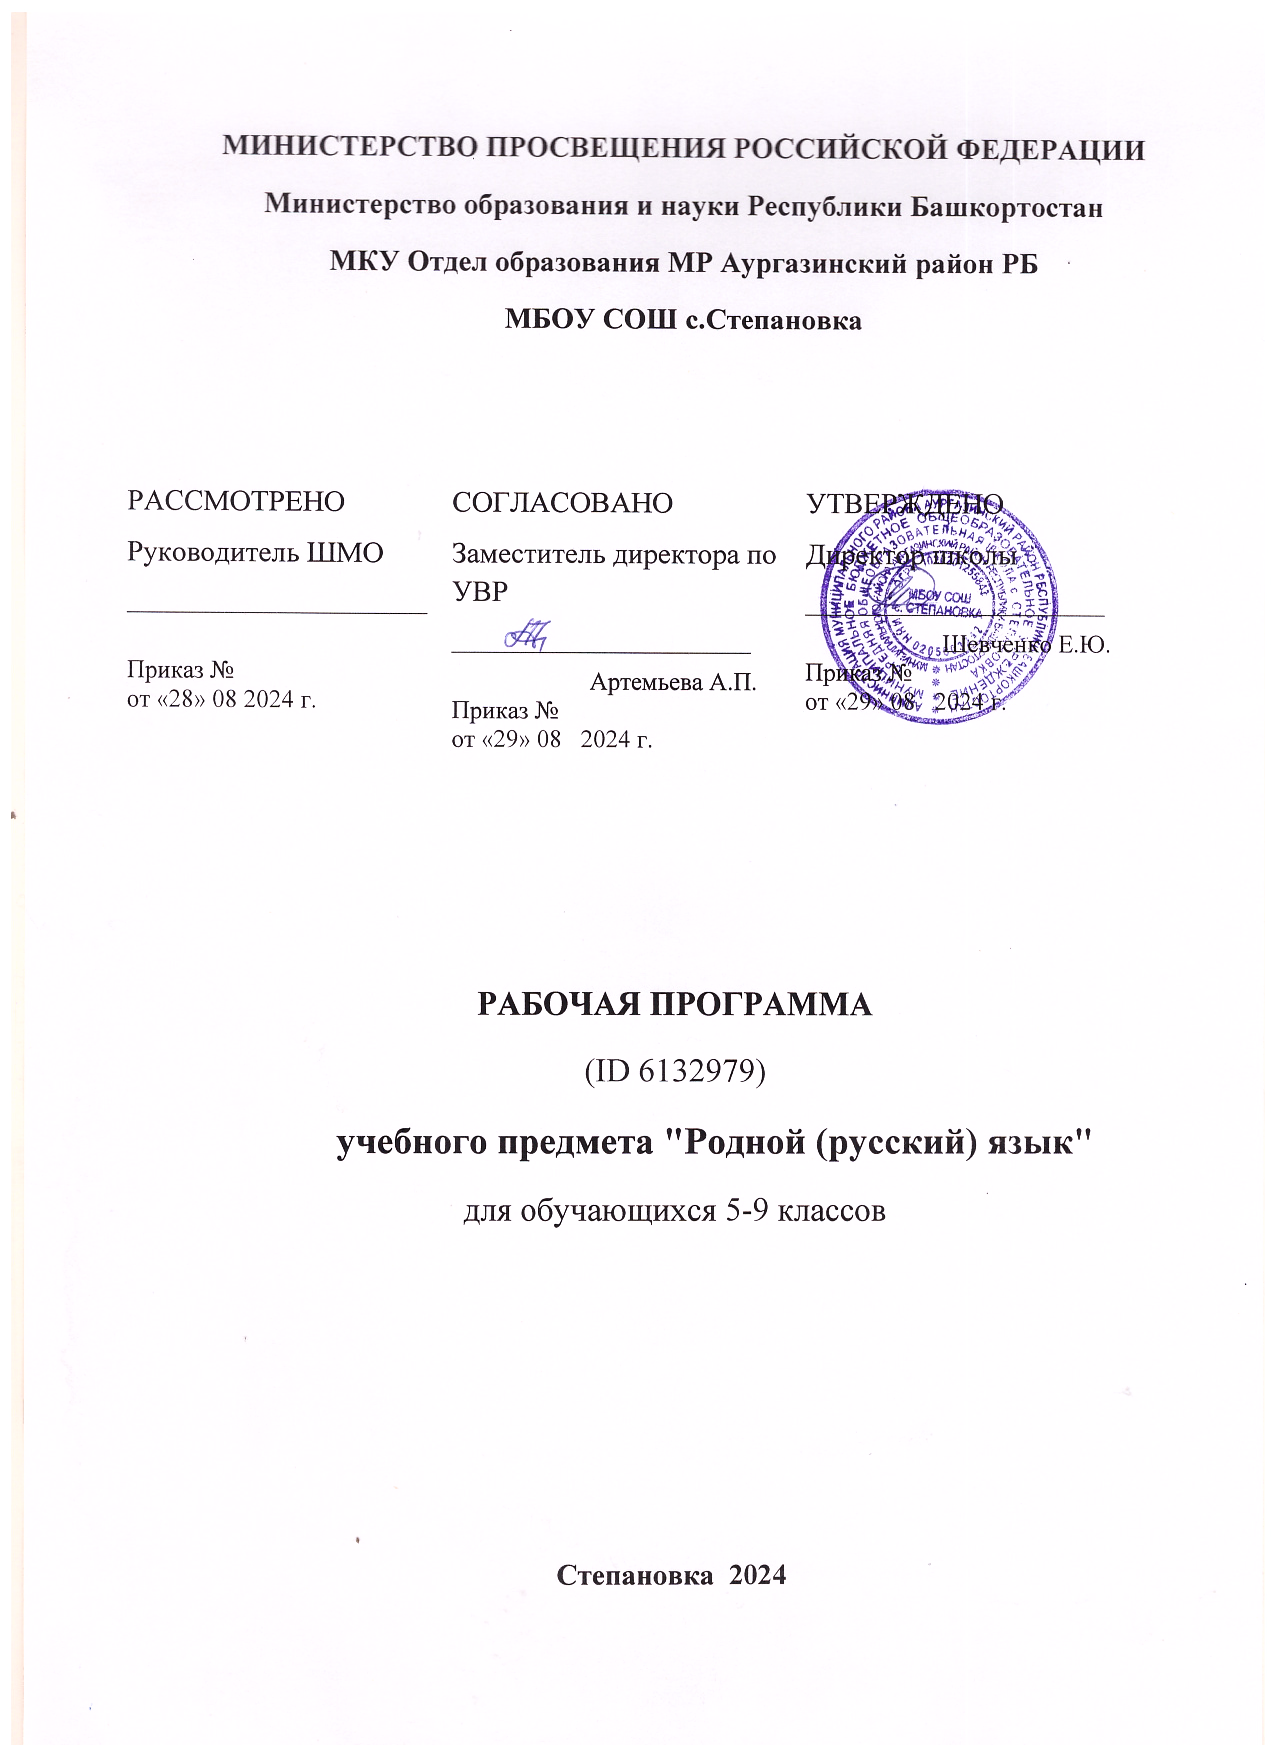 МИНИСТЕРСТВО ПРОСВЕЩЕНИЯ РОССИЙСКОЙ ФЕДЕРАЦИИ
Министерство образования и науки Республики Башкортостан
МКУ Отдел образования МР Аургазинский район РБ
МБОУ СОШ с.Степановка
РАССМОТРЕНО
Руководитель ШМО
Приказ №
от «28» 08 2024 г.
СОГЛАСОВАНО
Заместитель директора по
УВР
Артемьева А.П.
Приказ №
от «29» 08 2024 г.
УТВЕРЖДЕНО
Директор школы
Шевченко Е.Ю.
Приказ №
от «29» 08 2024 г.
МБОУ СОШ
с. СТЕПАНОВКА
РАБОЧАЯ ПРОГРАММА
(ID 6132979)
учебного предмета "Родной (русский) язык"
для обучающихся 5-9 классов
Степановка 2024